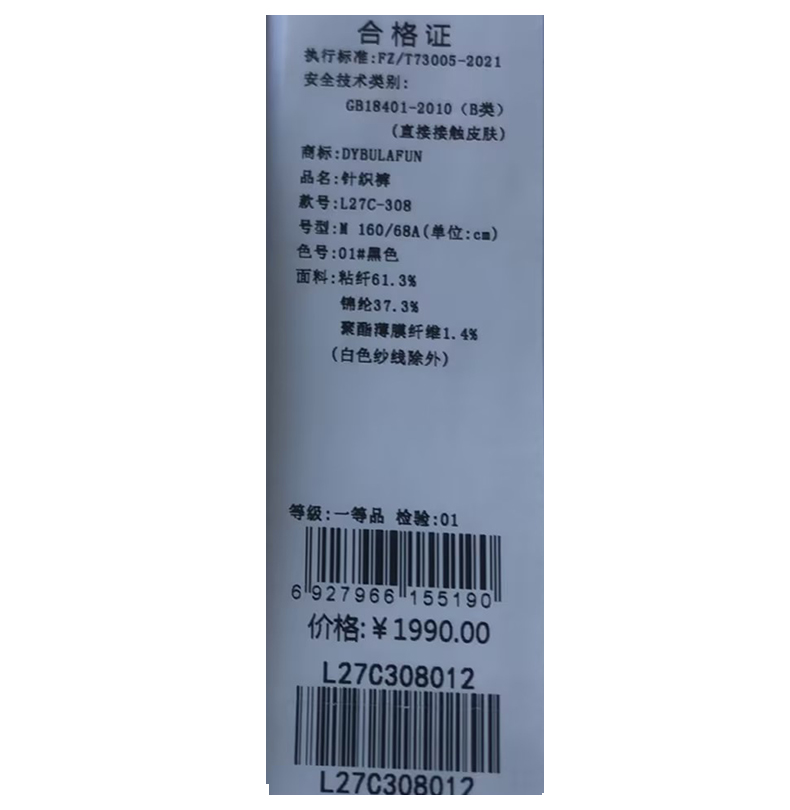 合格证
执行标准:FZ/T73005-2021
安全技术类别:
GB18401-2010（B类）
(直接接触皮肤)
商标:DYBULAFUN
品名:针织裤
款号:L27C-308
号型:M 160/68A(单位:cm)
色号:01#黑色
面料:粘纤61.3%
锦纶37.3%
聚酯薄膜纤维1.4%
(白色纱线除外)
等级:一等品 检验:01
6 927966 155190
价格:￥1990.00
L27C308012
L27C308012